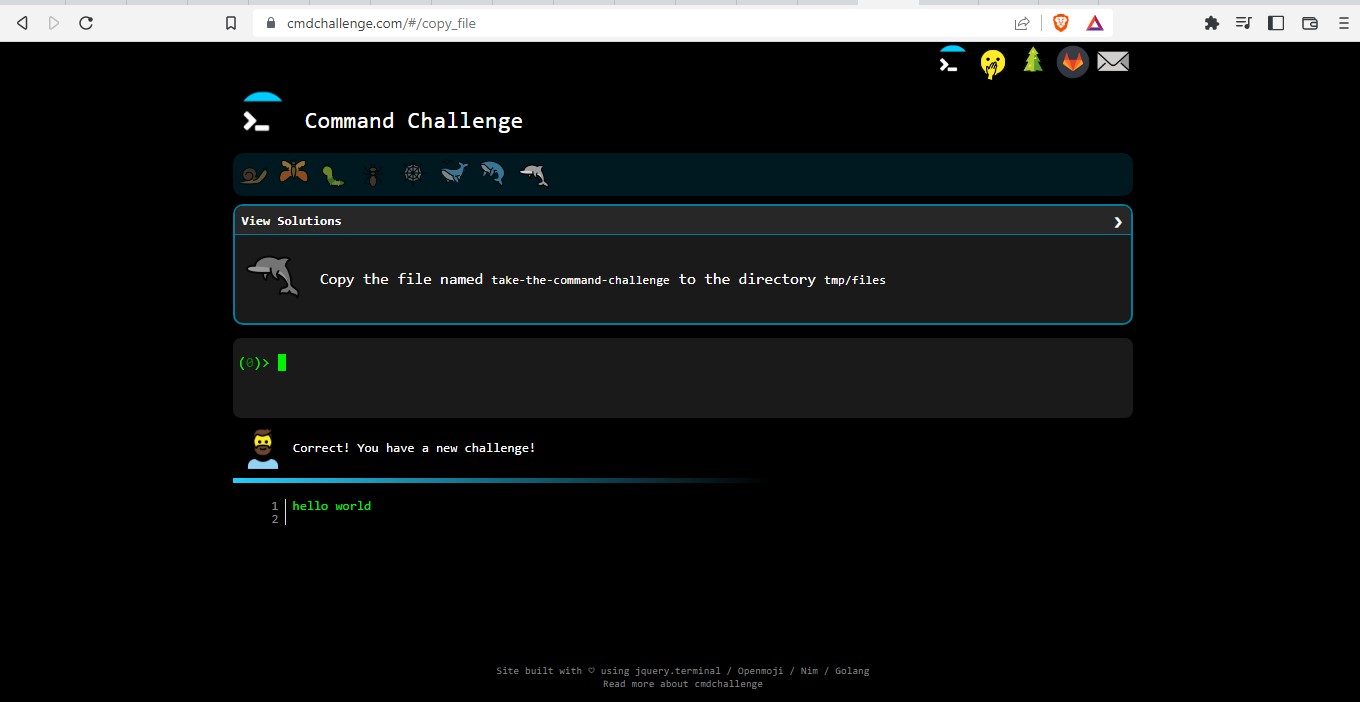 cmdchallenge.com/#/copy_file
Command Challenge
View Solutions
Copy the file named take-the-command-challenge to the directory tmp/files
(0)>
Correct! You have a new challenge!
1 hello world
2
Site built with ♡ using jquery.terminal / Openmoji / Nim / Golang
Read more about cmdchallenge